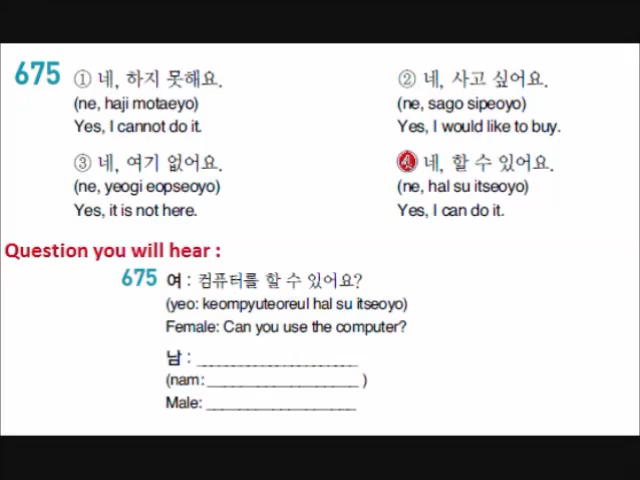 675 ① 네, 하지 못해요. ② 네, 사고 싶어요.
(ne, haji motaeyo) (ne, sago sipeoyo)
Yes, I cannot do it. Yes, I would like to buy.
③ 네, 여기 없어요. ④ 네, 할 수 있어요.
(ne, yeogi eopseoyo) (ne, hal su itseoyo)
Yes, it is not here. Yes, I can do it.
Question you will hear :
675 여 : 컴퓨터를 할 수 있어요?
(yeo: keompyuteoreul hal su itseoyo)
Female: Can you use the computer?
남 : ____________________
(nam: ____________________ )
Male: ____________________